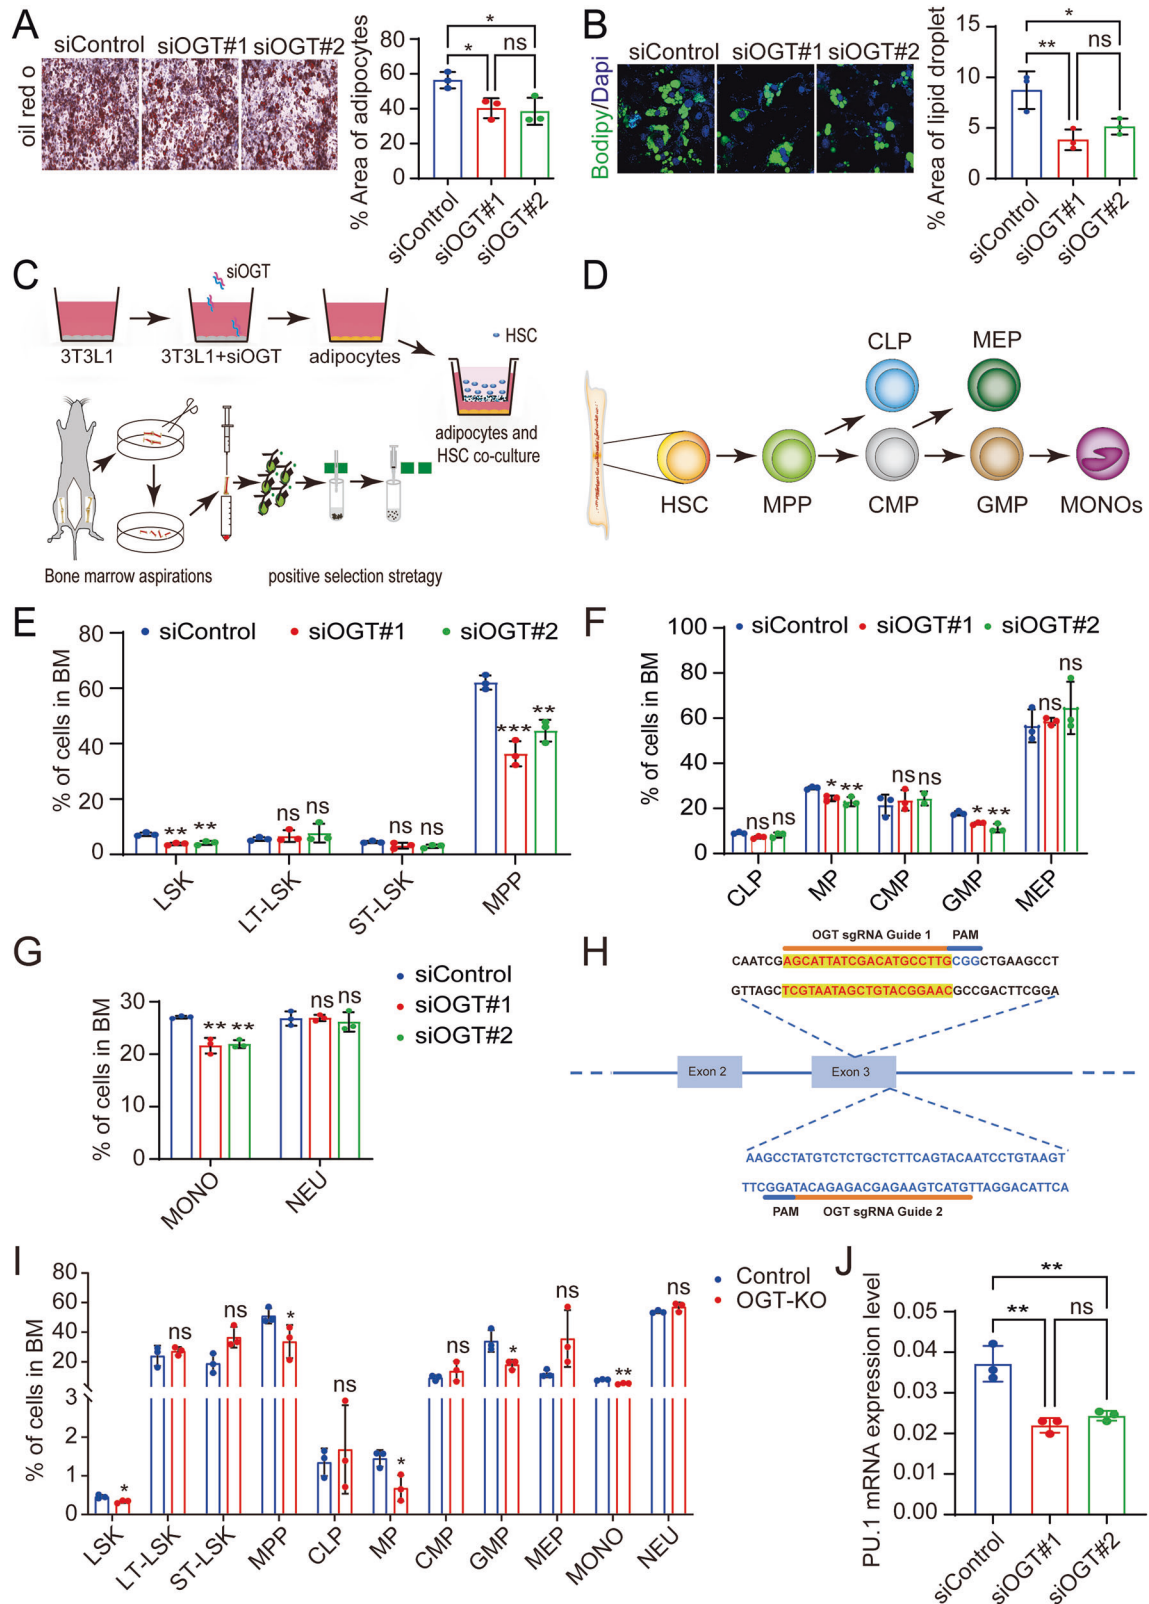 A
siControl siOGT#1 siOGT#2
oil red o
% Area of adipocytes
80
60
40
20
0
*
*
ns
siControl
siOGT#1
siOGT#2
B
siControl siOGT#1 siOGT#2
Bodipy/Dapi
% Area of lipid droplet
15
10
5
0
*
**
ns
siControl
siOGT#1
siOGT#2
C
siOGT
3T3L1
3T3L1+siOGT
adipocytes
HSC
adipocytes and
HSC co-culture
Bone marrow aspirations
positive selection stretagy
D
CLP
MEP
HSC
MPP
CMP
GMP
MONOs
E
siControl siOGT#1 siOGT#2
% of cells in BM
80
60
40
20
0
** **
ns ns
ns ns
*** **
LSK
LT-LSK
ST-LSK
MPP
F
siControl siOGT#1 siOGT#2
% of cells in BM
100
80
60
40
20
0
ns ns
* **
ns ns
* **
ns ns
CLP
MP
CMP
GMP
MEP
G
siControl
siOGT#1
siOGT#2
% of cells in BM
30
20
10
0
** **
ns ns
MONO
NEU
H
OGT sgRNA Guide 1 PAM
CAATCGAGCATTATCGACATGCCTTGCGGCTGAAGCCT
GTTAGCTCGTAATAGCTGTACGGAACGCCGACTTCGGA
Exon 2
Exon 3
AAGCCTATGTCTCTGCTCTTCAGTACAATCCTGTAAGT
TTCGGATACAGAGACGAGAAGTCATGTTAGGACATTCA
PAM OGT sgRNA Guide 2
I
Control
OGT-KO
% of cells in BM
80
60
40
20
3
2
1
0
*
ns
ns
*
ns
*
ns
*
ns
**
ns
LSK
LT-LSK
ST-LSK
MPP
CLP
MP
CMP
GMP
MEP
MONO
NEU
J
PU.1 mRNA expression level
0.05
0.04
0.03
0.02
0.01
0.00
**
**
ns
siControl
siOGT#1
siOGT#2